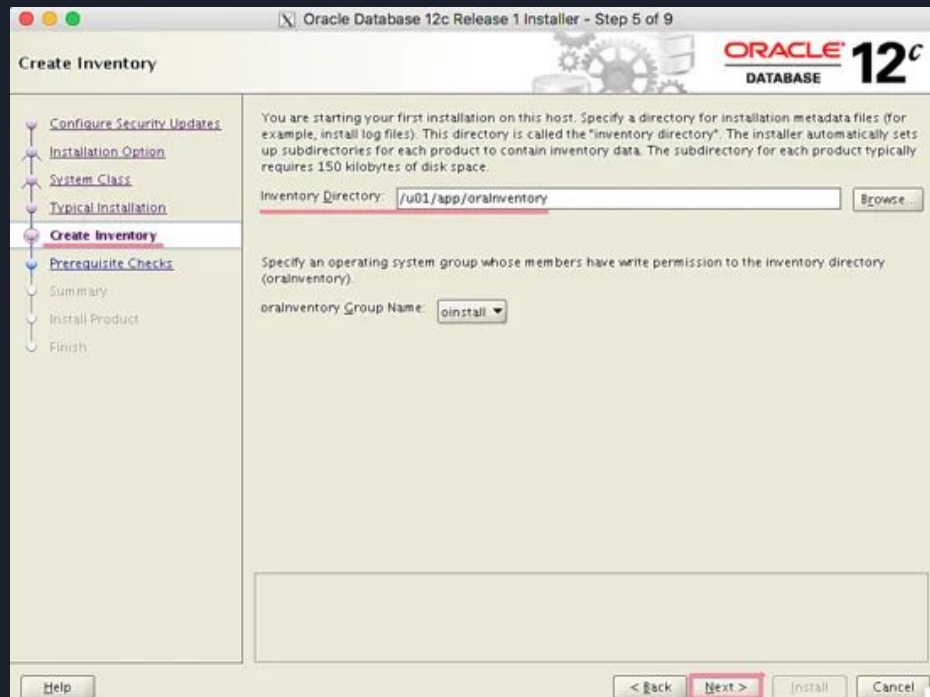 Oracle Database 12c Release 1 Installer - Step 5 of 9
Create Inventory
ORACLE
DATABASE 12c
Configure Security Updates
Installation Option
System Class
Typical Installation
Create Inventory
Prerequisite Checks
Summary
Install Product
Finish
You are starting your first installation on this host. Specify a directory for installation metadata files (for
example, install log files). This directory is called the "inventory directory". The installer automatically sets
up subdirectories for each product to contain inventory data. The subdirectory for each product typically
requires 150 kilobytes of disk space.
Inventory Directory: /u01/app/oraInventory Browse...
Specify an operating system group whose members have write permission to the inventory directory
(oraInventory).
oraInventory Group Name: oinstall
Help < Back Next > Install Cancel